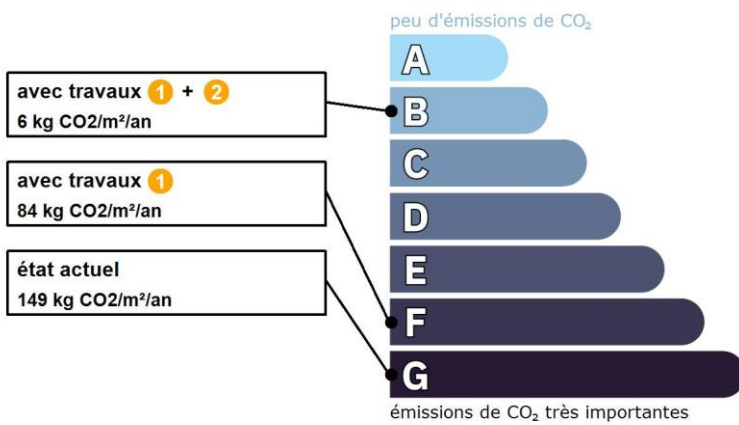 peu d'émissions de CO₂
A
avec travaux 1 + 2
6 kg CO2/m²/an
B
C
avec travaux 1
84 kg CO2/m²/an
D
E
état actuel
149 kg CO2/m²/an
F
G
émissions de CO₂ très importantes